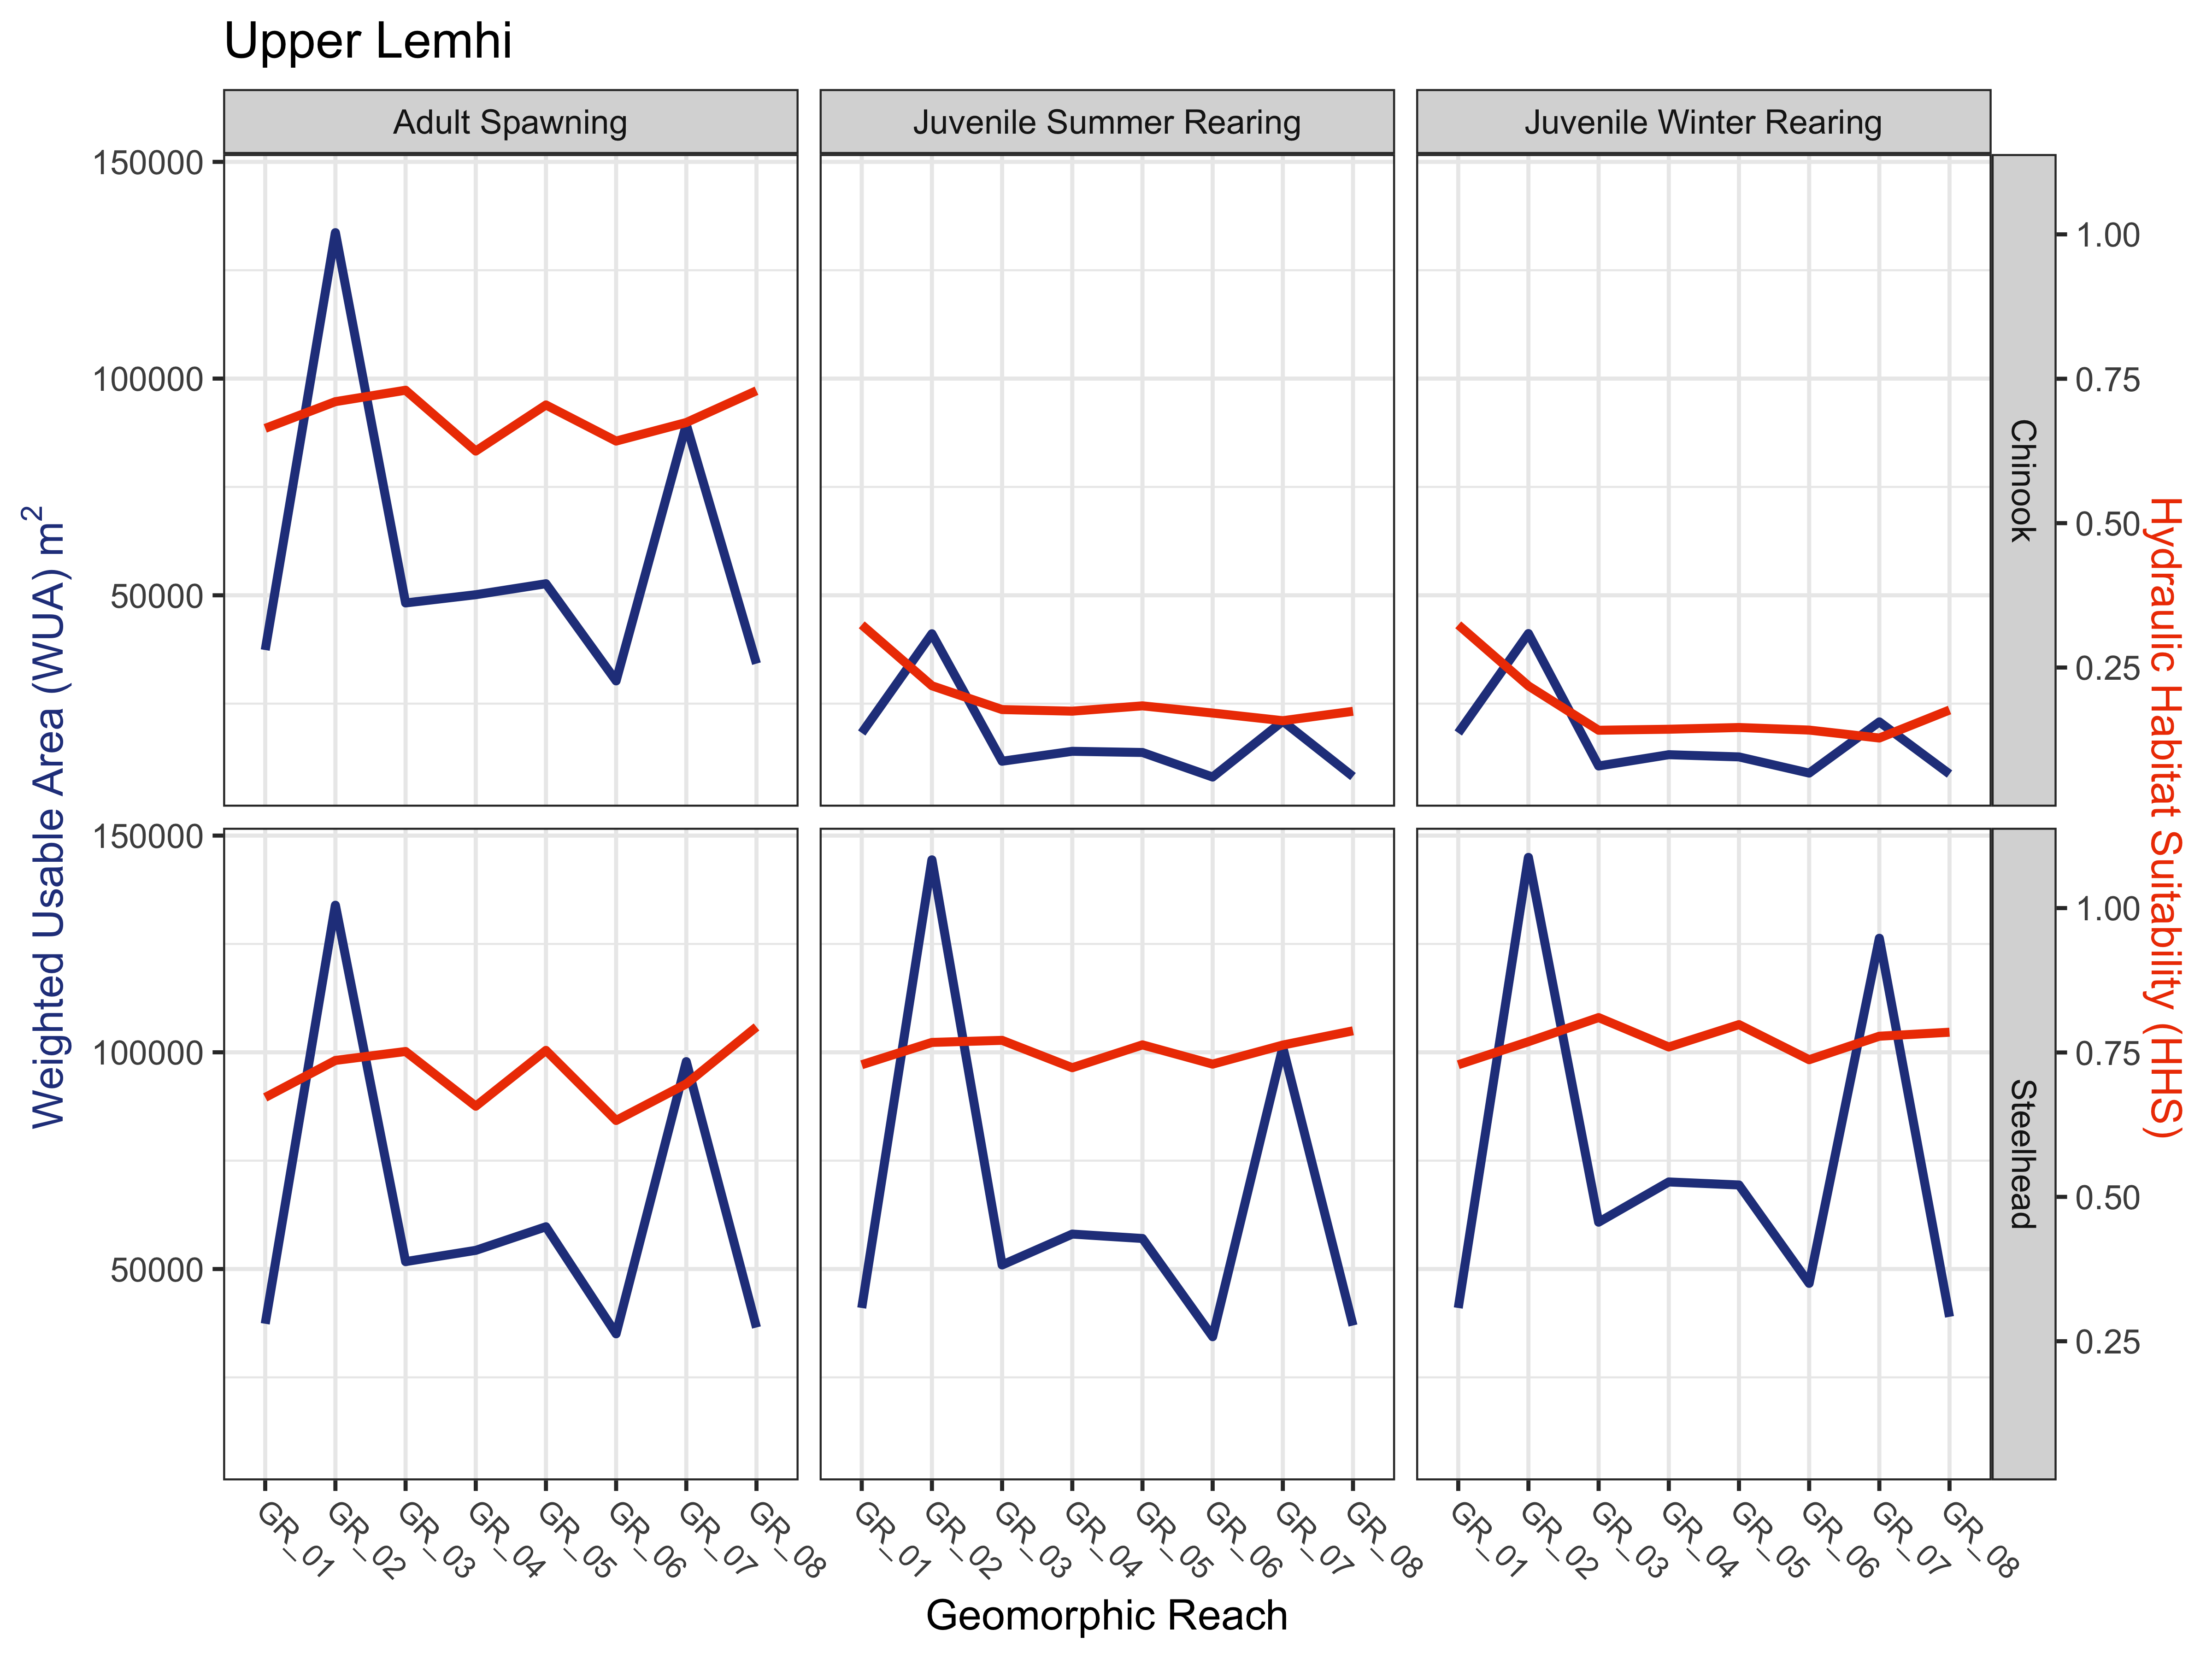 Upper Lemhi
Adult Spawning
Juvenile Summer Rearing
Juvenile Winter Rearing
Weighted Usable Area (WUA) m²
150000
100000
50000
1.00
0.75
0.50
0.25
Chinook
150000
100000
50000
1.00
0.75
0.50
0.25
Steelhead
Hydraulic Habitat Suitability (HHS)
GR_01 GR_02 GR_03 GR_04 GR_05 GR_06 GR_07 GR_08
GR_01 GR_02 GR_03 GR_04 GR_05 GR_06 GR_07 GR_08
GR_01 GR_02 GR_03 GR_04 GR_05 GR_06 GR_07 GR_08
Geomorphic Reach